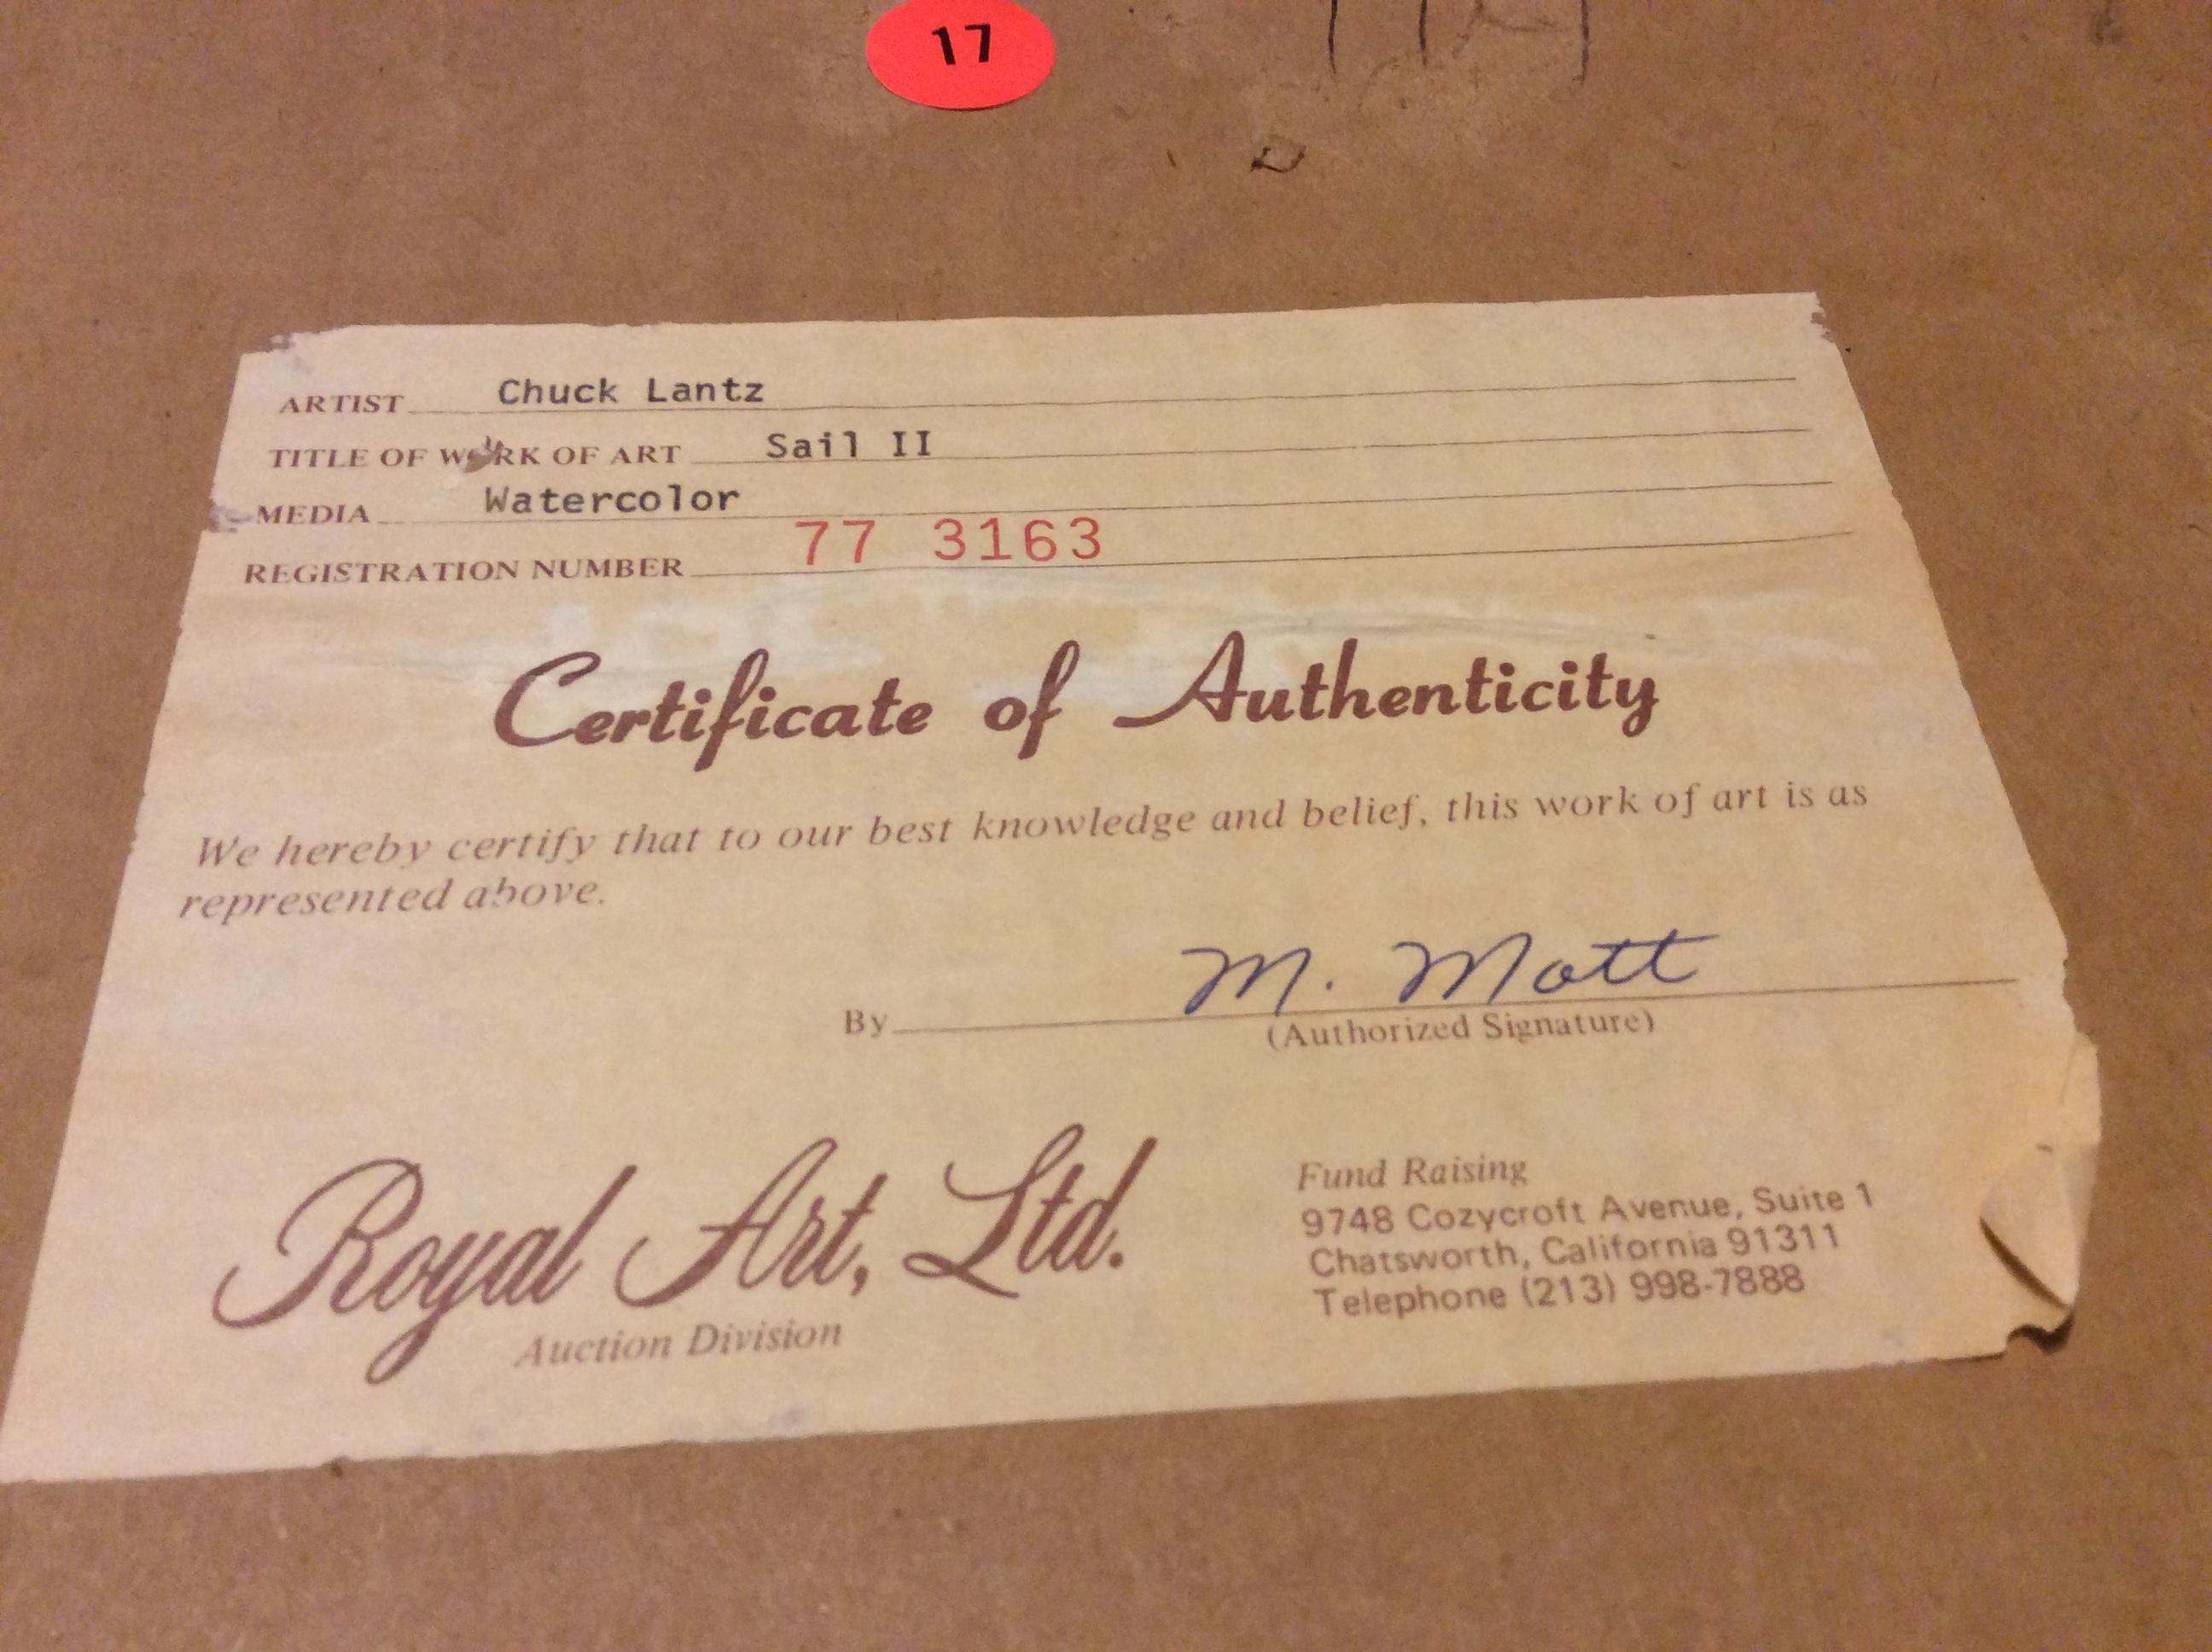 17
ARTIST Chuck Lantz
TITLE OF WORK OF ART Sail II
MEDIA Watercolor
REGISTRATION NUMBER 77 3163
Certificate of Authenticity
We hereby certify that to our best knowledge and belief, this work of art is as
represented above.
By M. Mott
(Authorized Signature)
Royal Art, Ltd.
Auction Division
Fund Raising
9748 Cozycroft Avenue, Suite 1
Chatsworth, California 91311
Telephone (213) 998-7888